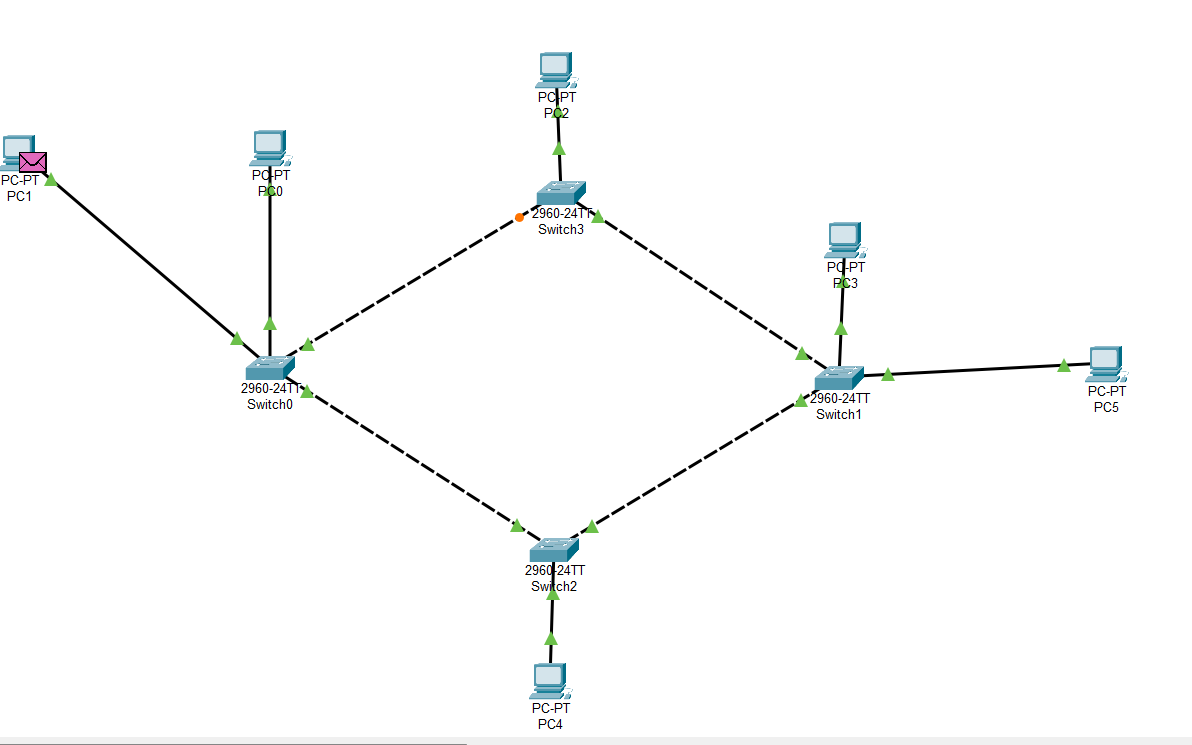 PC-PT
PC2
PC-PT
PC1
PC-PT
PC0
2960-24TT
Switch3
PC-PT
PC3
2960-24TT
Switch0
2960-24TT
Switch1
PC-PT
PC5
2960-24TT
Switch2
PC-PT
PC4